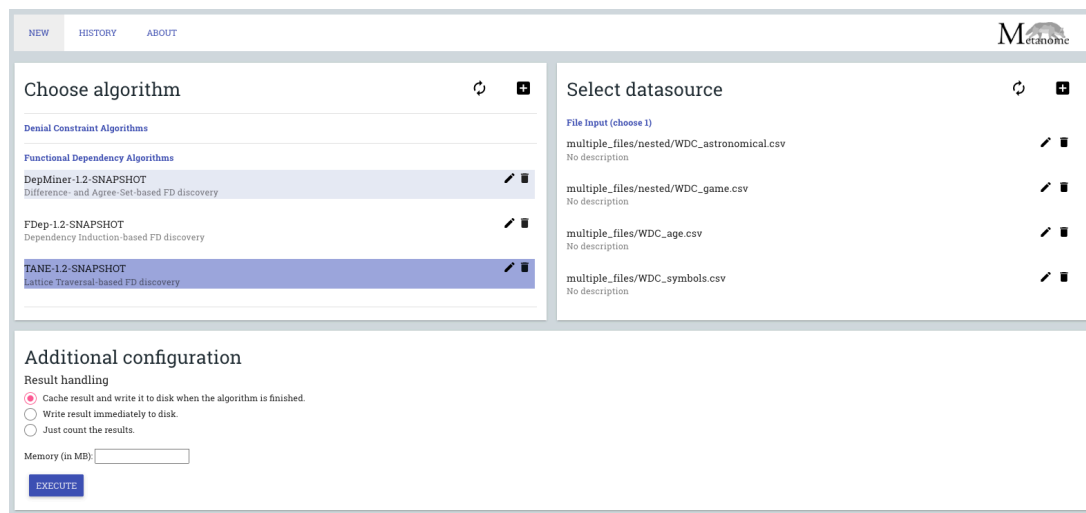 NEW HISTORY ABOUT
Metanome
Choose algorithm
Denial Constraint Algorithms
Functional Dependency Algorithms
DepMiner-1.2-SNAPSHOT
Difference- and Agree-Set-based FD discovery
FDep-1.2-SNAPSHOT
Dependency Induction-based FD discovery
TANE-1.2-SNAPSHOT
Lattice Traversal-based FD discovery
Select datasource
File Input (choose 1)
multiple_files/nested/WDC_astronomical.csv
No description
multiple_files/nested/WDC_game.csv
No description
multiple_files/WDC_age.csv
No description
multiple_files/WDC_symbols.csv
No description
Additional configuration
Result handling
Cache result and write it to disk when the algorithm is finished.
Write result immediately to disk.
Just count the results.
Memory (in MB):
EXECUTE